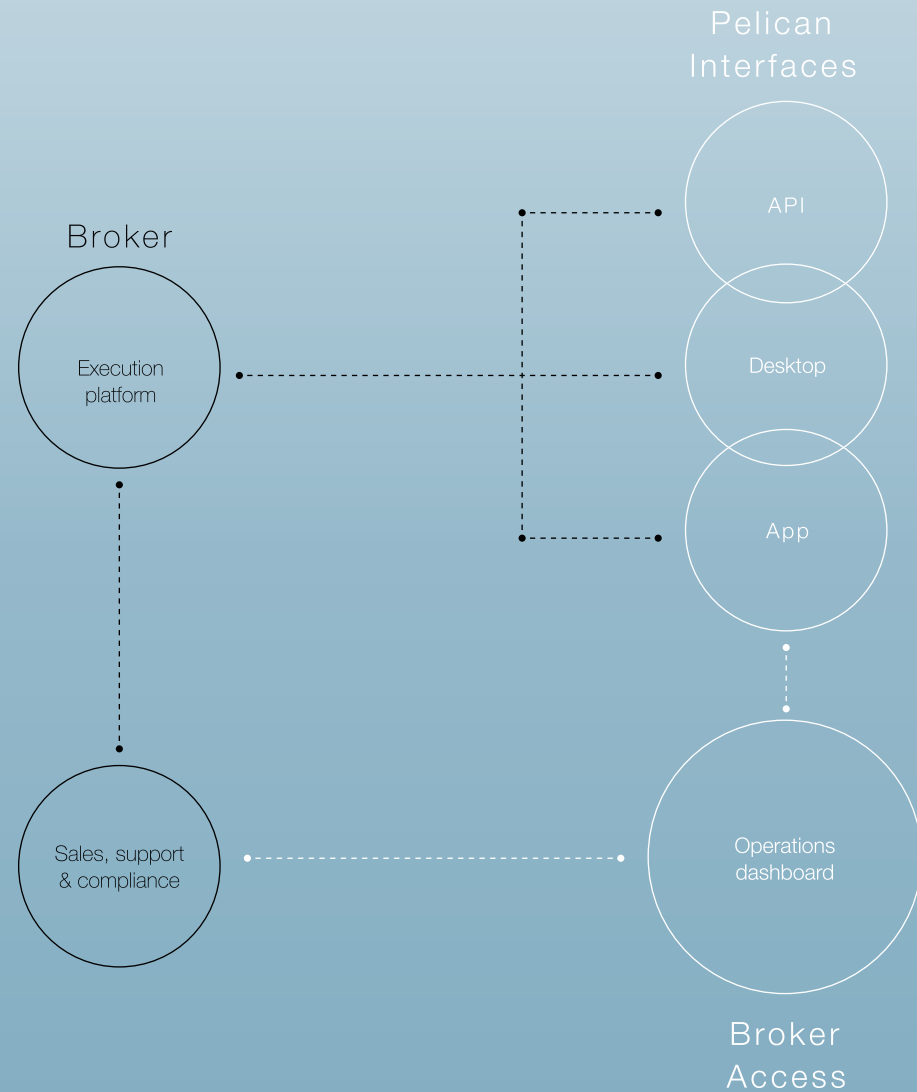 Pelican
Interfaces
API
Broker
Execution
platform
Desktop
App
Sales, support
& compliance
Operations
dashboard
Broker
Access